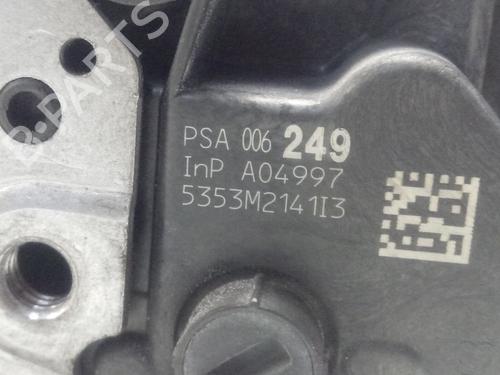 PSA 006 249
InP A04997
5353M2141I3
B-PARTS